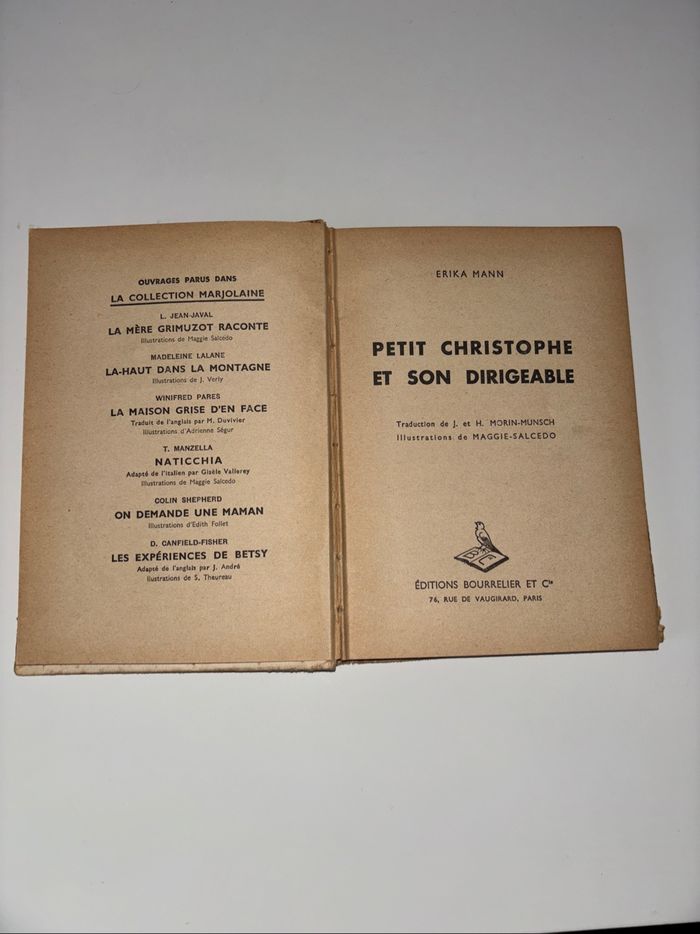 OUVRAGES PARUS DANS
LA COLLECTION MARJOLAINE
L. JEAN-JAVAL
LA MÈRE GRIMUZOT RACONTE
Illustrations de Maggie Salcedo
MADELEINE LALANE
LA-HAUT DANS LA MONTAGNE
Illustrations de J. Verly
WINIFRED PARES
LA MAISON GRISE D'EN FACE
Traduit de l'anglais par M. Duvivier
Illustrations d'Adrienne Ségur
T. MANZELLA
NATICCHIA
Adapté de l'italien par Gisèle Vallerey
Illustrations de Maggie Salcedo
COLIN SHEPHERD
ON DEMANDE UNE MAMAN
Illustrations d'Edith Follet
D. CANFIELD-FISHER
LES EXPÉRIENCES DE BETSY
Adapté de l'anglais par J. André
Ilustrations de S. Thaureau
ERIKA MANN
PETIT CHRISTOPHE
ET SON DIRIGEABLE
Traduction de J. et H. MORIN-MUNSCH
Illustrations de MAGGIE-SALCEDO
ÉDITIONS BOURRELIER ET Cie
76, RUE DE VAUGIRARD, PARIS